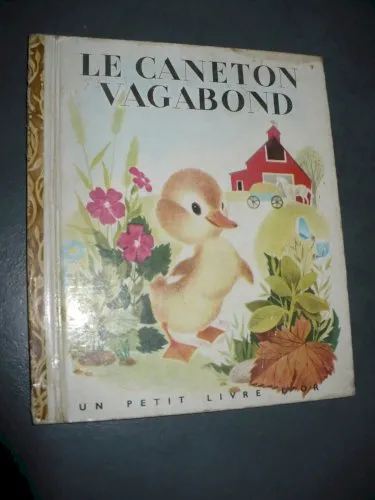 LE CANETON
VAGABOND
UN PETIT LIVRE D'OR